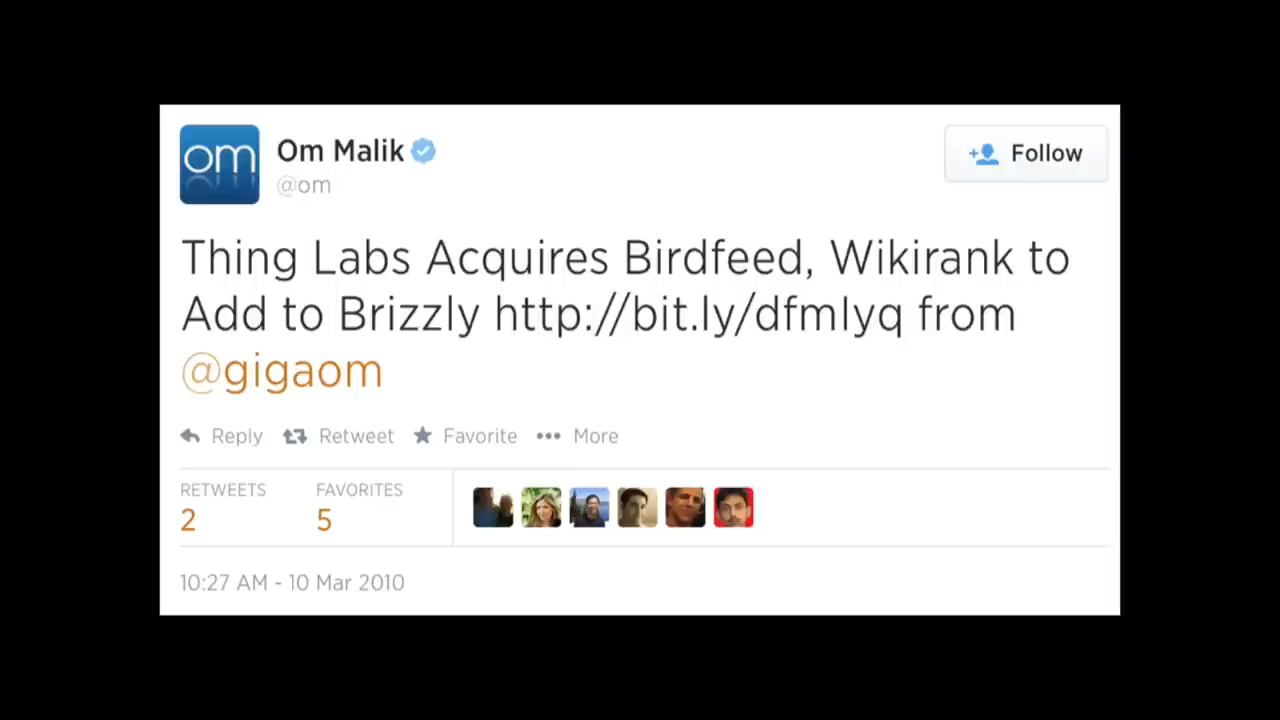 om
Om Malik
@om
Follow
Thing Labs Acquires Birdfeed, Wikirank to
Add to Brizzly http://bit.ly/dfmlyq from
@gigaom
Reply Retweet Favorite ••• More
RETWEETS FAVORITES
2 5
10:27 AM - 10 Mar 2010